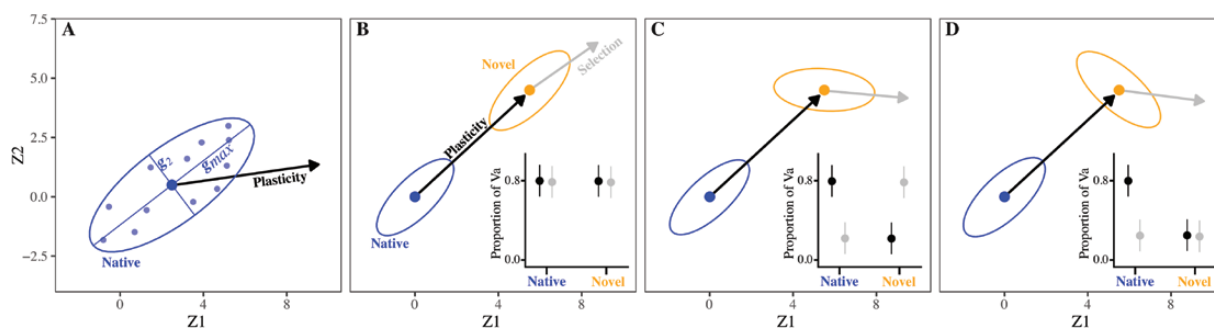 A
B
C
D
7.5
5.0
2.5
0.0
−2.5
Z2
g2
gmax
Plasticity
Native
0
4
8
Z1
Novel
Selection
Plasticity
Native
Proportion of Va
0.8
0.0
Native
Novel
0
4
8
Z1
Proportion of Va
0.8
0.0
Native
Novel
0
4
8
Z1
Proportion of Va
0.8
0.0
Native
Novel
0
4
8
Z1